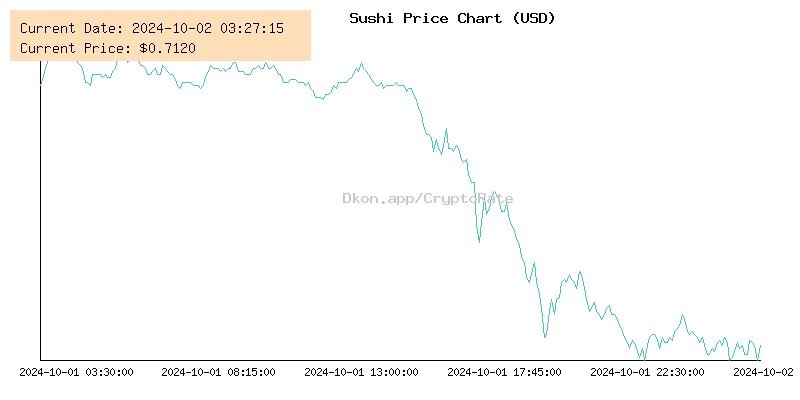 Sushi Price Chart (USD)
Current Date: 2024-10-02 03:27:15
Current Price: $0.7120
Dkon.app/CryptoRate
2024-10-01 03:30:00 2024-10-01 08:15:00 2024-10-01 13:00:00 2024-10-01 17:45:00 2024-10-01 22:30:00 2024-10-02